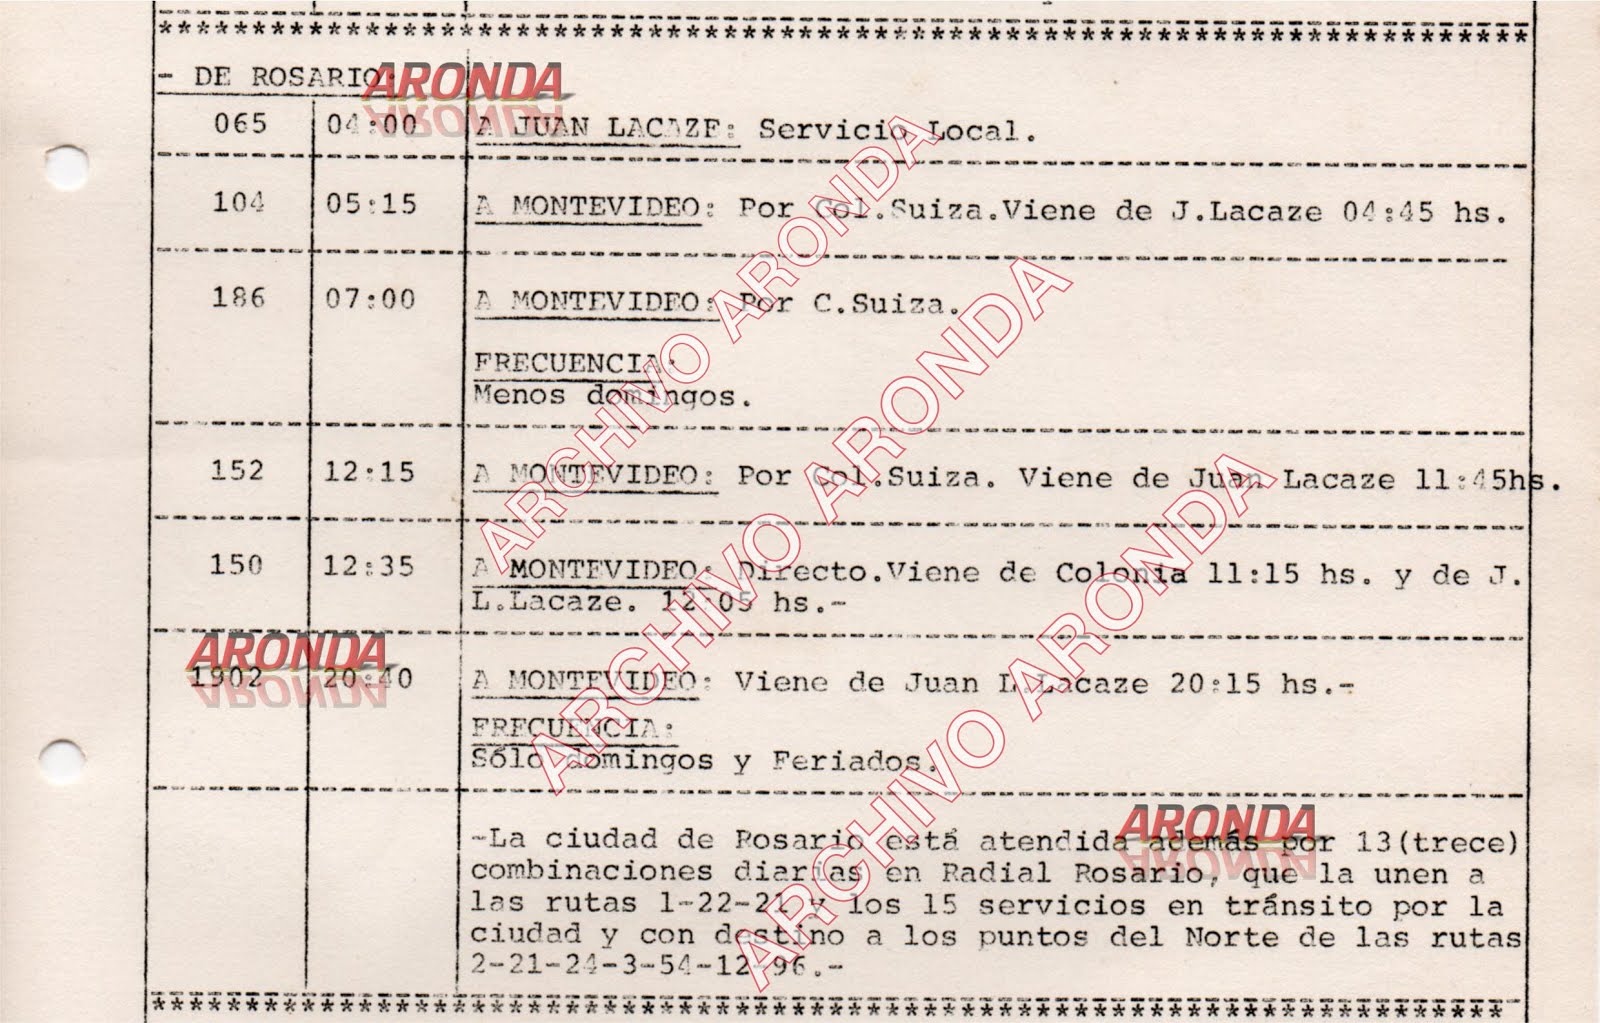 - DE ROSARIO:
ARONDA
065 04:00 A JUAN LACAZE: Servicio Local.
104 05:15 A MONTEVIDEO: Por Col.Suiza.Viene de J.Lacaze 04:45 hs.
186 07:00 A MONTEVIDEO: Por C.Suiza.
FRECUENCIA:
Menos domingos.
152 12:15 A MONTEVIDEO: Por Col.Suiza. Viene de Juan Lacaze 11:45hs.
150 12:35 A MONTEVIDEO: Directo.Viene de Colonia 11:15 hs. y de J.
L.Lacaze. 12:05 hs.-
ARONDA
1902 20:40 A MONTEVIDEO: Viene de Juan L.Lacaze 20:15 hs.-
FRECUENCIA:
Sólo domingos y Feriados.
ARONDA
-La ciudad de Rosario está atendida además por 13(trece)
combinaciones diarias en Radial Rosario, que la unen a
las rutas 1-22-21 y los 15 servicios en tránsito por la
ciudad y con destino a los puntos del Norte de las rutas
2-21-24-3-54-12-96.-
ARCHIVO ARONDA
ARCHIVO ARONDA
ARCHIVO ARONDA